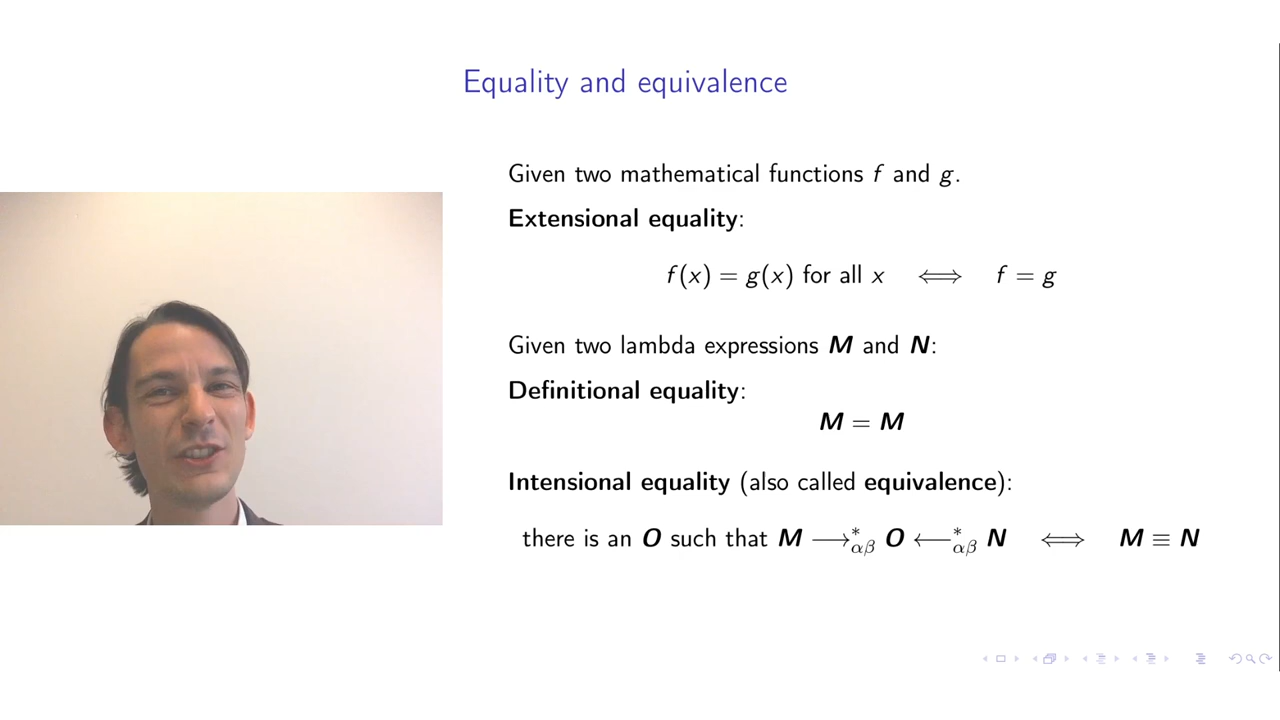 Equality and equivalence
Given two mathematical functions f and g.
Extensional equality:
f(x) = g(x) for all x ⟺ f = g
Given two lambda expressions M and N:
Definitional equality:
M = M
Intensional equality (also called equivalence):
there is an O such that M ⟶*αβ O ⟵*αβ N ⟺ M ≡ N